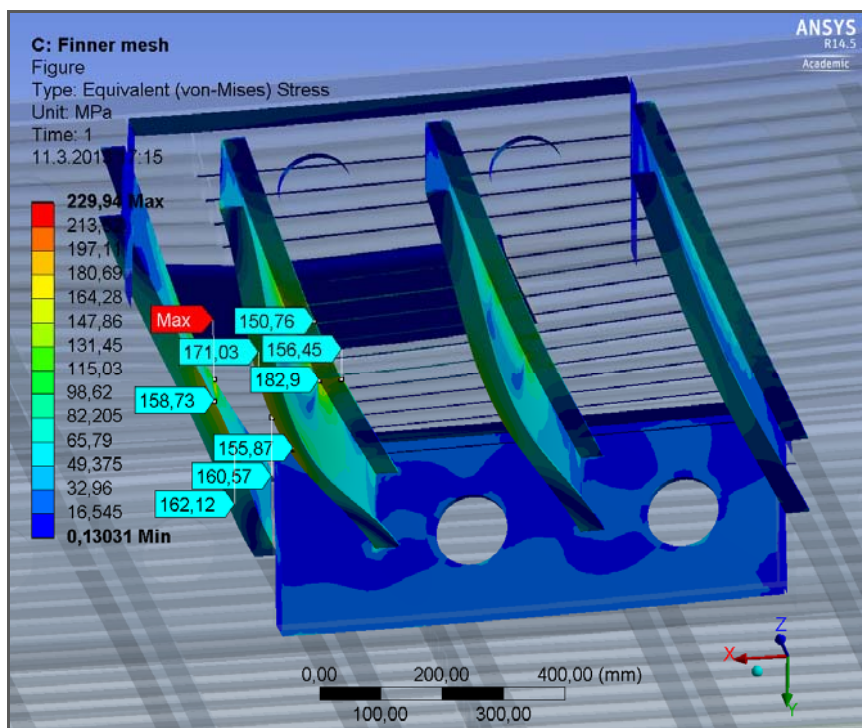 C: Finner mesh
Figure
Type: Equivalent (von-Mises) Stress
Unit: MPa
Time: 1
ANSYS
R14.5
Academic
229,94 Max
197,11
180,69
164,28
147,86
131,45
115,03
98,62
82,205
65,79
49,375
32,96
16,545
0,13031 Min
Max
150,76
171,03
156,45
182,9
158,73
155,87
160,57
162,12
0,00
200,00
400,00 (mm)
100,00
300,00
X
Y
Z